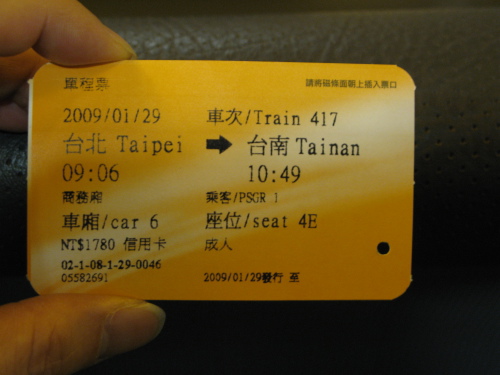 單程票 請將磁條面朝上插入票口
2009/01/29 車次/Train 417
台北 Taipei ➡ 台南 Tainan
09:06 10:49
商務廂 乘客/PSGR 1
車廂/car 6 座位/seat 4E
NT$1780 信用卡 成人
02-1-08-1-29-0046
05582691 2009/01/29發行 至